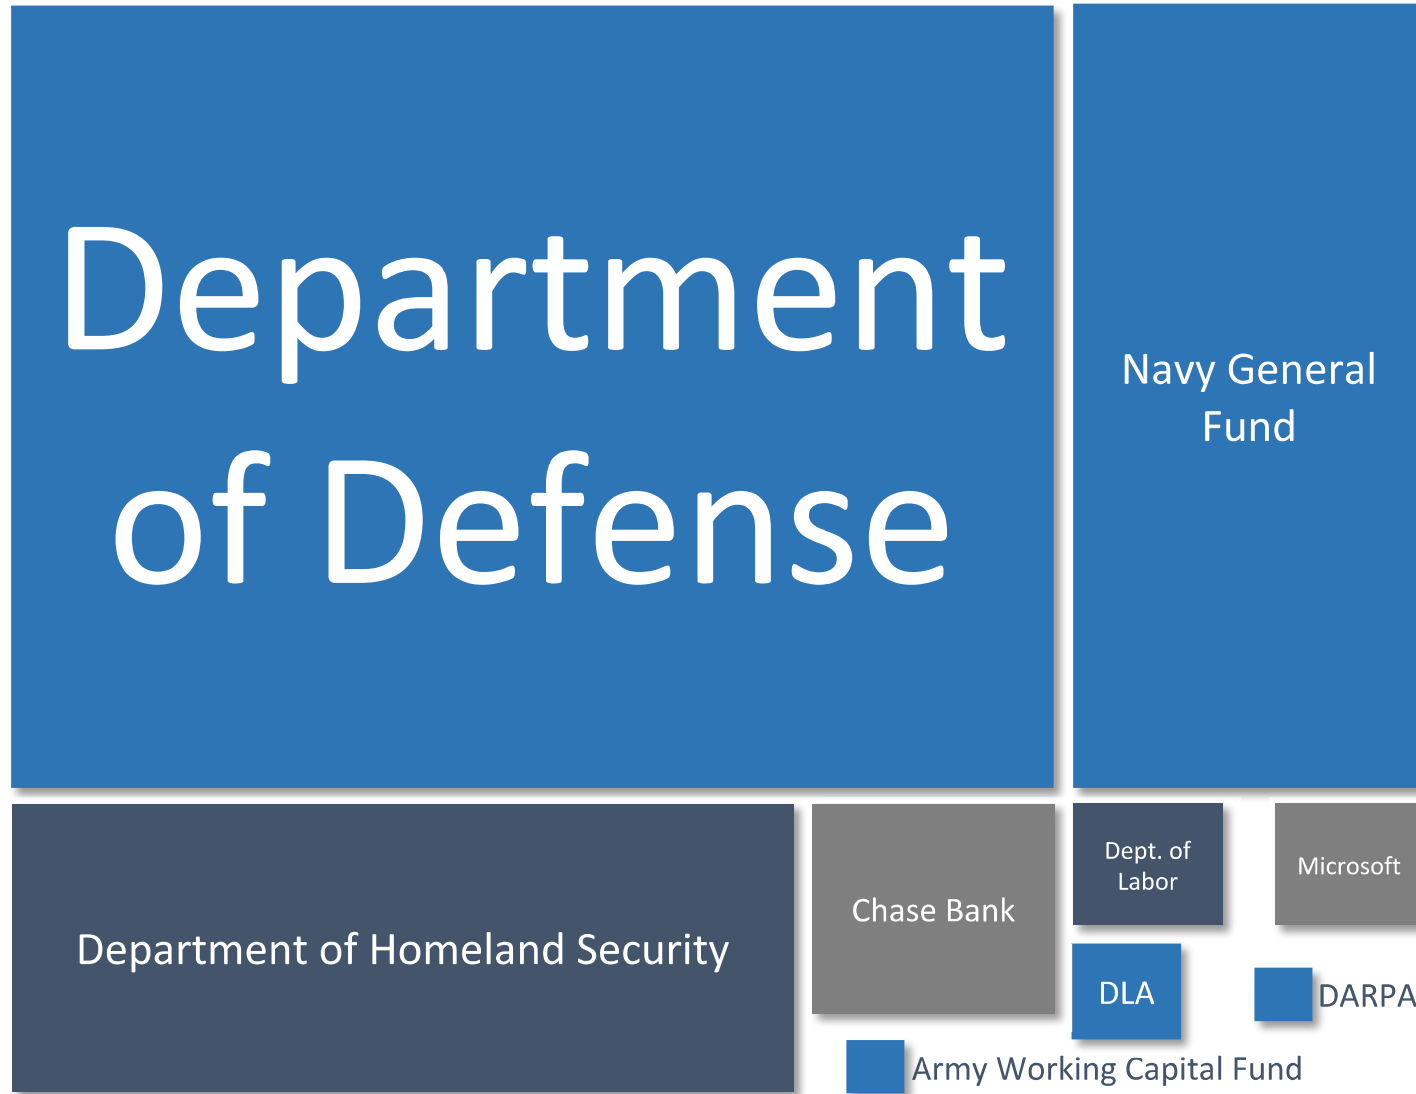 Department
of Defense
Navy General
Fund
Department of Homeland Security
Chase Bank
Dept. of
Labor
Microsoft
DLA
DARPA
Army Working Capital Fund